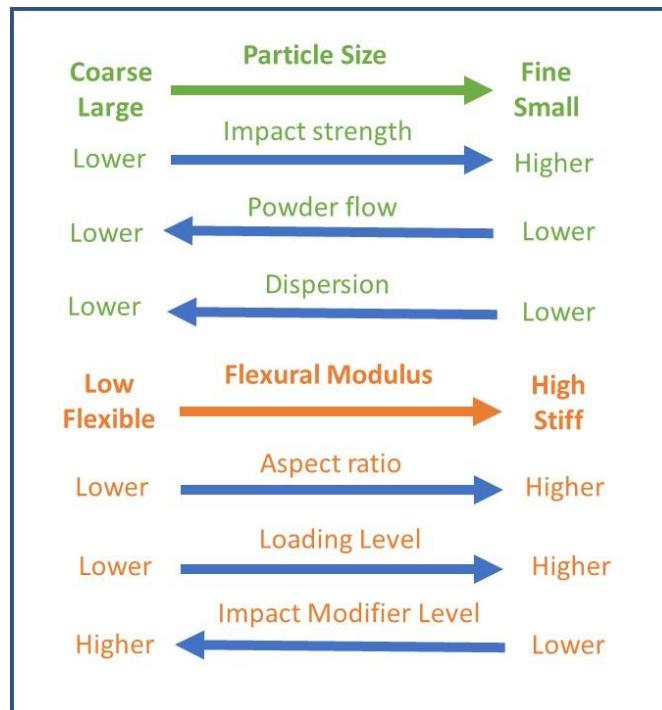 Particle Size
Coarse
Large
Fine
Small
Impact strength
Lower
Higher
Powder flow
Lower
Lower
Dispersion
Lower
Lower
Flexural Modulus
Low
Flexible
High
Stiff
Aspect ratio
Lower
Higher
Loading Level
Lower
Higher
Impact Modifier Level
Higher
Lower